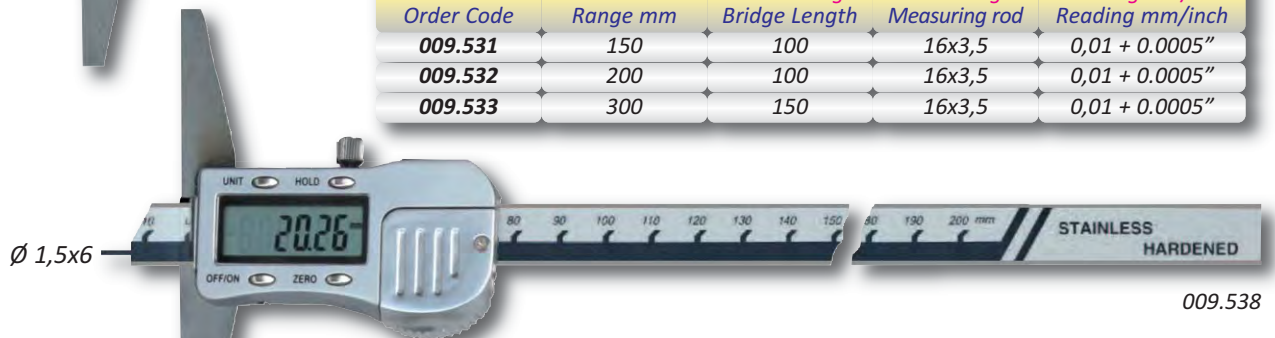 Order Code Range mm Bridge Length Measuring rod Reading mm/inch
009.531 150 100 16x3,5 0,01 + 0.0005”
009.532 200 100 16x3,5 0,01 + 0.0005”
009.533 300 150 16x3,5 0,01 + 0.0005”
UNIT HOLD
20.26
80 90 100 110 120 130 140 150 190 200 mm
STAINLESS
HARDENED
Ø 1,5x6
OFF/ON ZERO
009.538